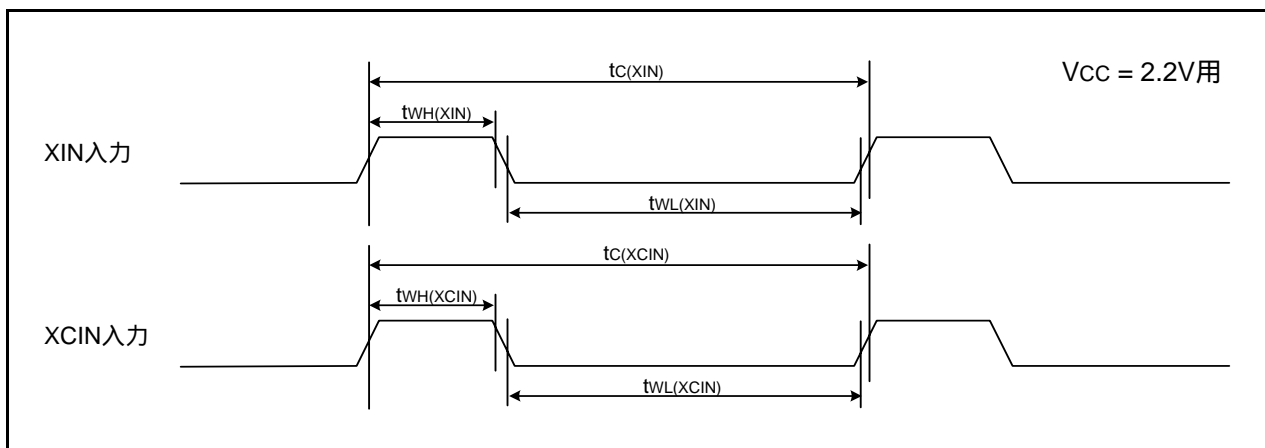 VCC = 2.2V用
tC(XIN)
tWH(XIN)
XIN入力
tWL(XIN)
tC(XCIN)
tWH(XCIN)
XCIN入力
tWL(XCIN)